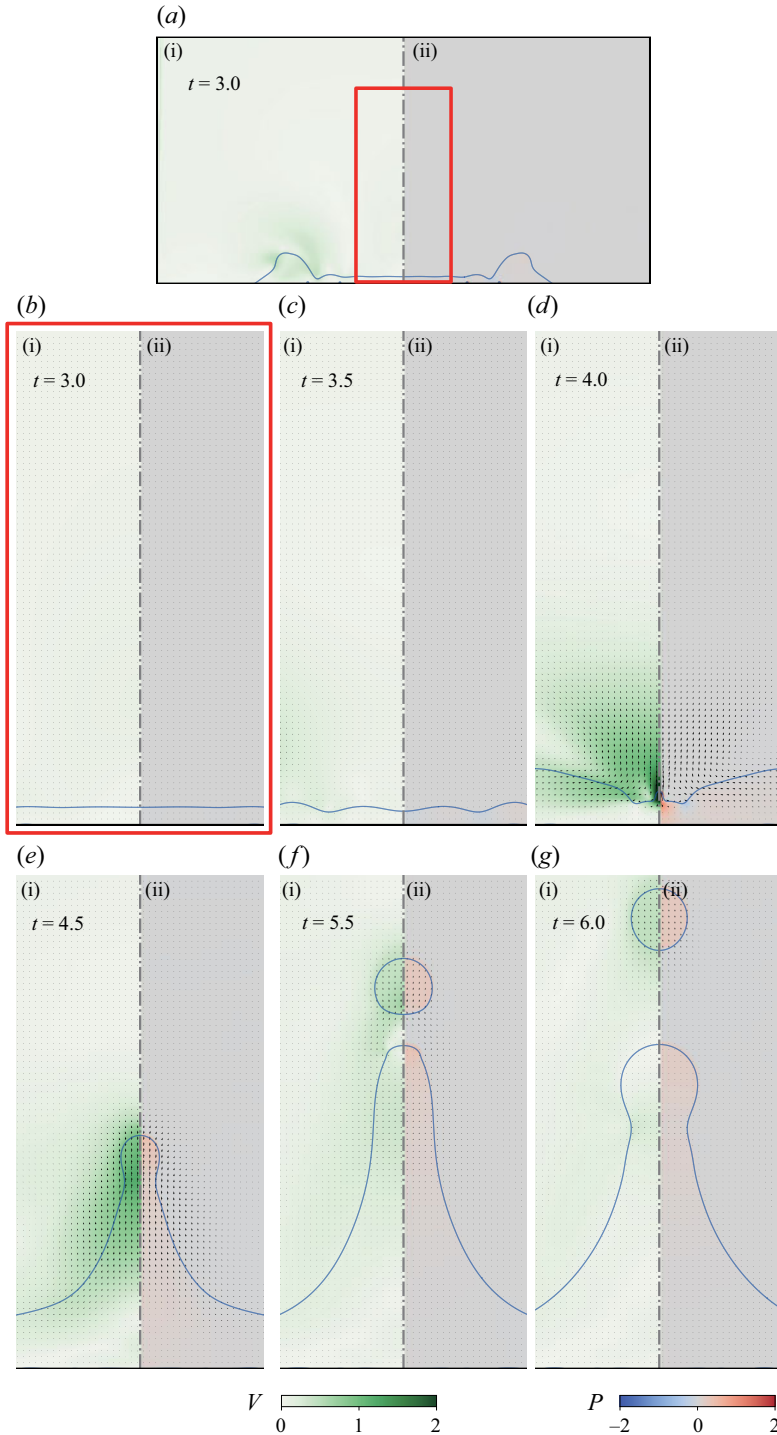 (a)
(i) (ii)
t = 3.0
(b) (c) (d)
(i) (ii) (i) (ii) (i) (ii)
t = 3.0 t = 3.5 t = 4.0
(e) (f) (g)
(i) (ii) (i) (ii) (i) (ii)
t = 4.5 t = 5.5 t = 6.0
V P
0 1 2 −2 0 2